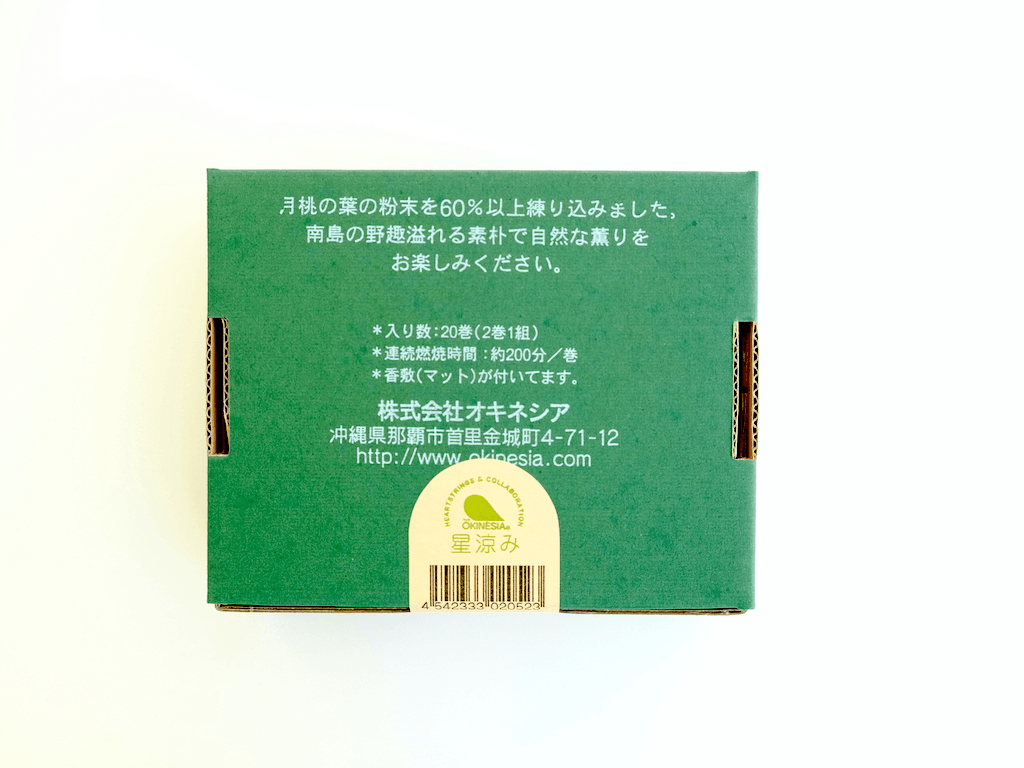 月桃の葉の粉末を60%以上練り込みました。
南島の野趣溢れる素朴で自然な薫りを
お楽しみください。
*入り数:20巻(2巻1組)
*連続燃焼時間:約200分/巻
*香敷(マット)が付いてます。
株式会社オキネシア
沖縄県那覇市首里金城町4-71-12
http://www.okinesia.com
HEARTSTRINGS & COLLABORATION
OKINESIA®
星涼み
4 542333 020523